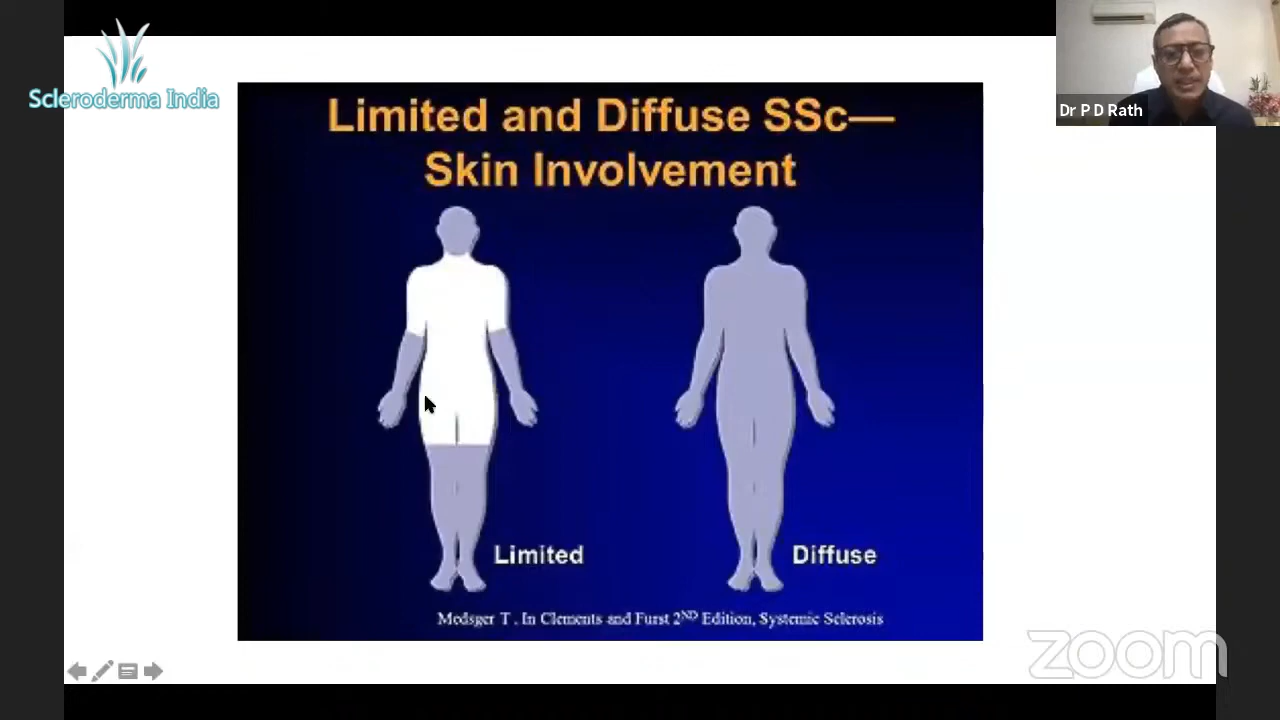 Scleroderma India
Dr P D Rath
Limited and Diffuse SSc—
Skin Involvement
Limited
Diffuse
Medsger T . In Clements and Furst 2ND Edition, Systemic Sclerosis
zoom